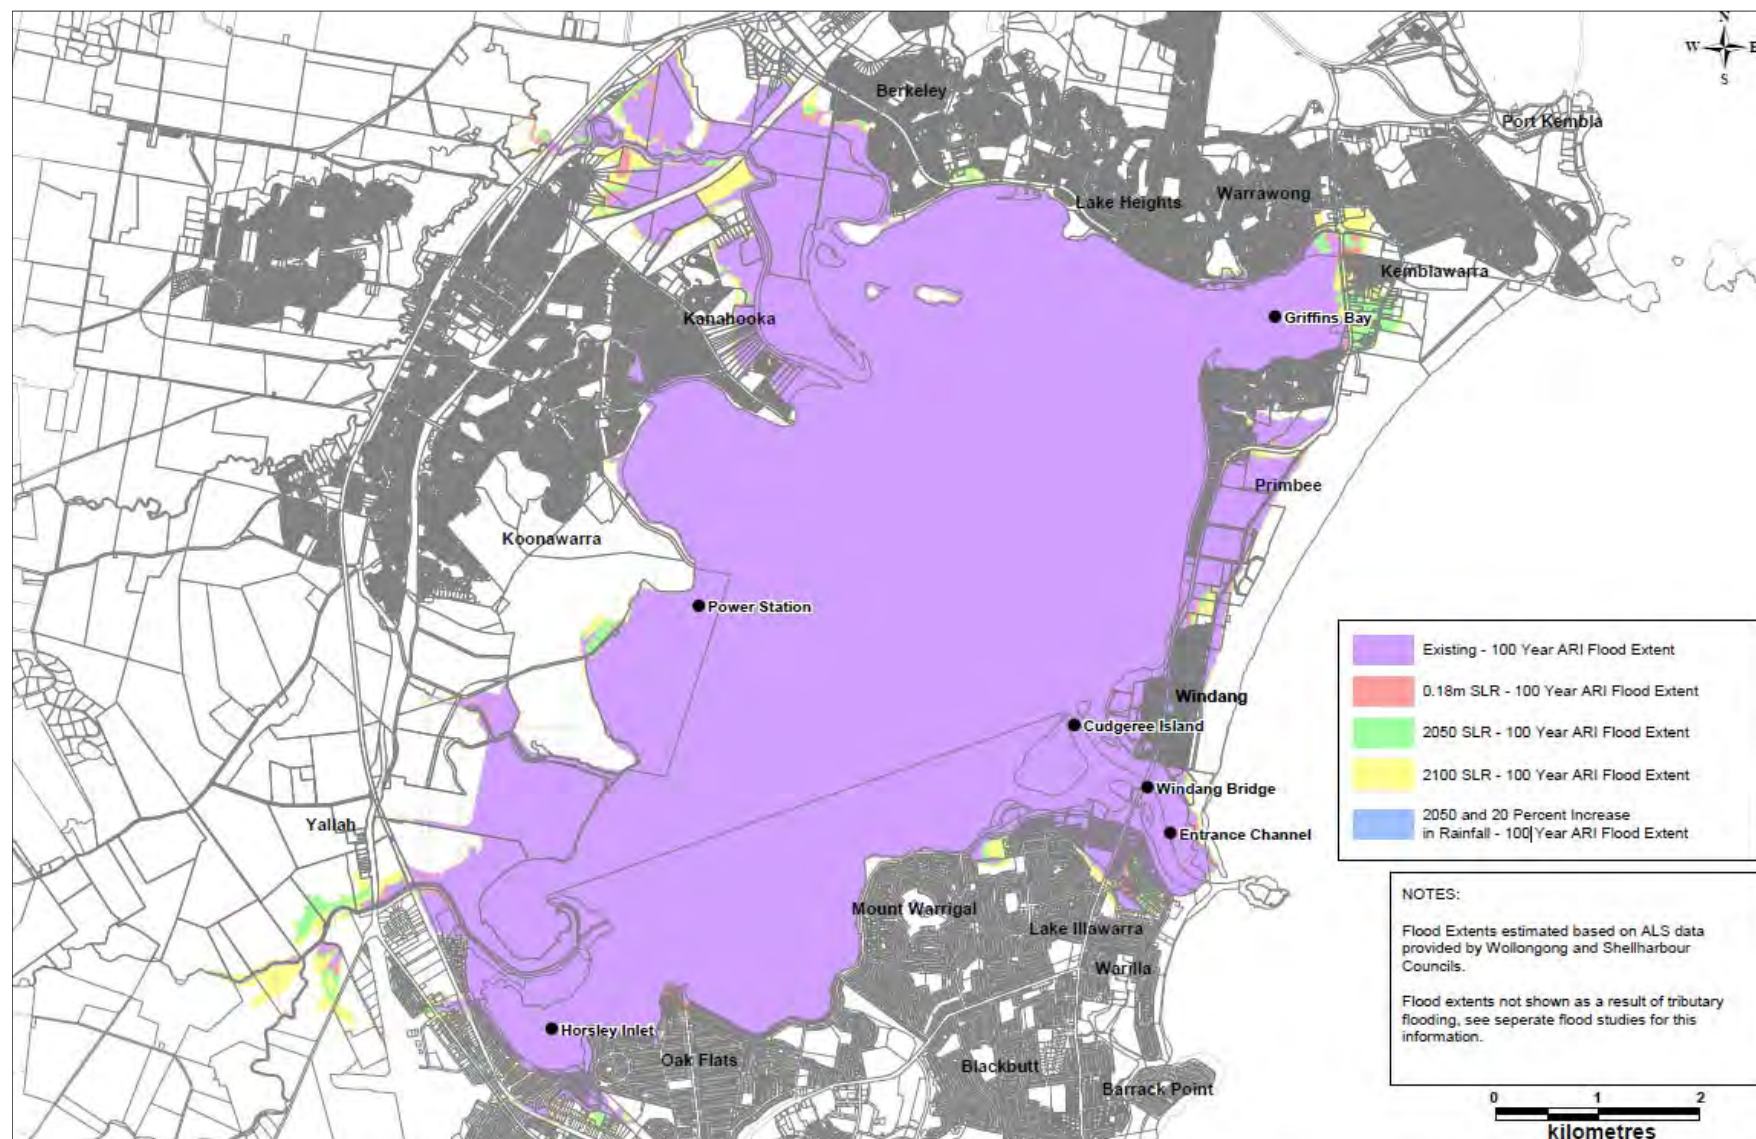 N
W E
S
Berkeley
Port Kembla
Lake Heights
Warrawong
Kemblawarra
Kanahooka
Griffins Bay
Primbee
Koonawarra
Power Station
Windang
Cudgeree Island
Windang Bridge
Yallah
Entrance Channel
Mount Warrigal
Lake Illawarra
Warilla
Horsley Inlet
Oak Flats
Blackbutt
Barrack Point
Existing - 100 Year ARI Flood Extent
0.18m SLR - 100 Year ARI Flood Extent
2050 SLR - 100 Year ARI Flood Extent
2100 SLR - 100 Year ARI Flood Extent
2050 and 20 Percent Increase
in Rainfall - 100 Year ARI Flood Extent
NOTES:
Flood Extents estimated based on ALS data
provided by Wollongong and Shellharbour
Councils.
Flood extents not shown as a result of tributary
flooding, see seperate flood studies for this
information.
0 1 2
kilometres